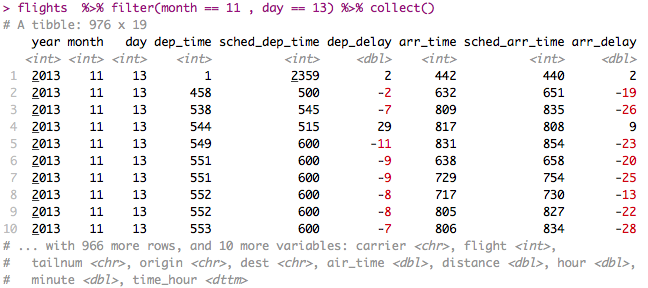 > flights  %>% filter(month == 11 , day == 13) %>% collect()
# A tibble: 976 x 19
    year month   day dep_time sched_dep_time dep_delay arr_time sched_arr_time arr_delay
   <int> <int> <int>    <int>          <int>     <dbl>    <int>          <int>     <dbl>
 1  2013    11    13        1           2359         2      442            440         2
 2  2013    11    13      458            500        -2      632            651       -19
 3  2013    11    13      538            545        -7      809            835       -26
 4  2013    11    13      544            515        29      817            808         9
 5  2013    11    13      549            600       -11      831            854       -23
 6  2013    11    13      551            600        -9      638            658       -20
 7  2013    11    13      551            600        -9      729            754       -25
 8  2013    11    13      552            600        -8      717            730       -13
 9  2013    11    13      552            600        -8      805            827       -22
10  2013    11    13      553            600        -7      806            834       -28
# ... with 966 more rows, and 10 more variables: carrier <chr>, flight <int>,
#   tailnum <chr>, origin <chr>, dest <chr>, air_time <dbl>, distance <dbl>, hour <dbl>,
#   minute <dbl>, time_hour <dttm>